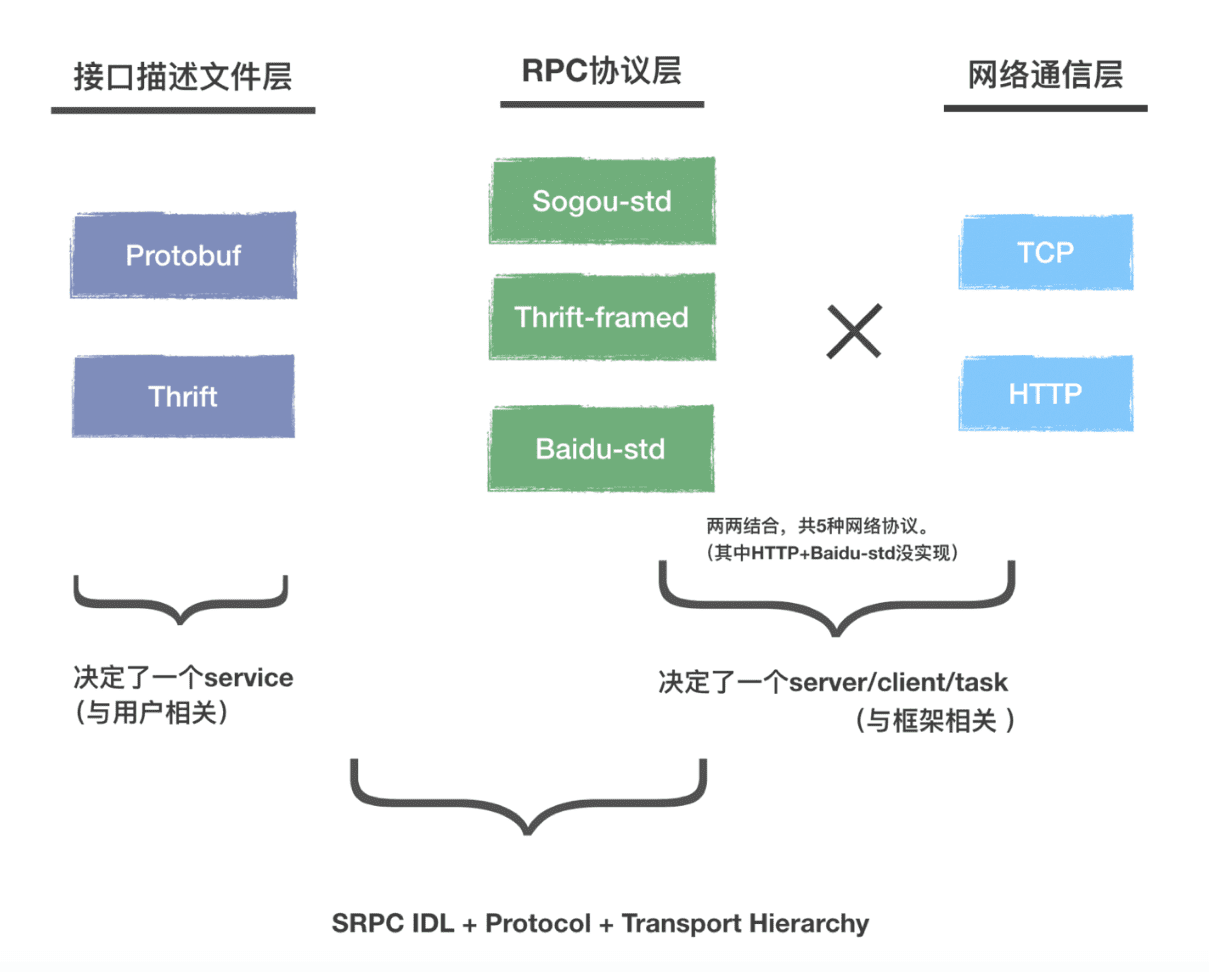 接口描述文件层
RPC协议层
网络通信层
Protobuf
Thrift
Sogou-std
Thrift-framed
Baidu-std
TCP
HTTP
两两结合，共5种网络协议。
（其中HTTP+Baidu-std没实现）
决定了一个service
（与用户相关）
决定了一个server/client/task
（与框架相关 ）
SRPC IDL + Protocol + Transport Hierarchy